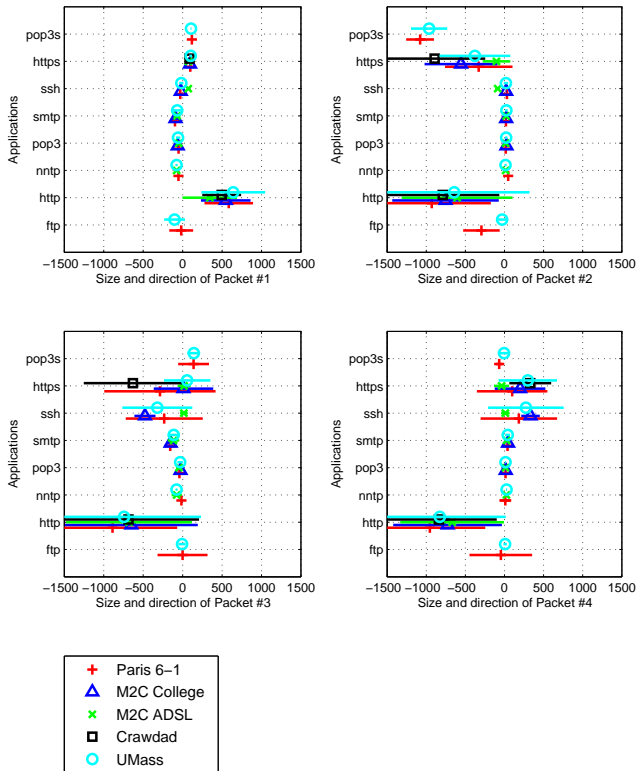 pop3s
https
ssh
smtp
pop3
nntp
http
ftp
Applications
−1500 −1000 −500 0 500 1000 1500
Size and direction of Packet #1
pop3s
https
ssh
smtp
pop3
nntp
http
ftp
Applications
−1500 −1000 −500 0 500 1000 1500
Size and direction of Packet #2
pop3s
https
ssh
smtp
pop3
nntp
http
ftp
Applications
−1500 −1000 −500 0 500 1000 1500
Size and direction of Packet #3
pop3s
https
ssh
smtp
pop3
nntp
http
ftp
Applications
−1500 −1000 −500 0 500 1000 1500
Size and direction of Packet #4
Paris 6−1
M2C College
M2C ADSL
Crawdad
UMass